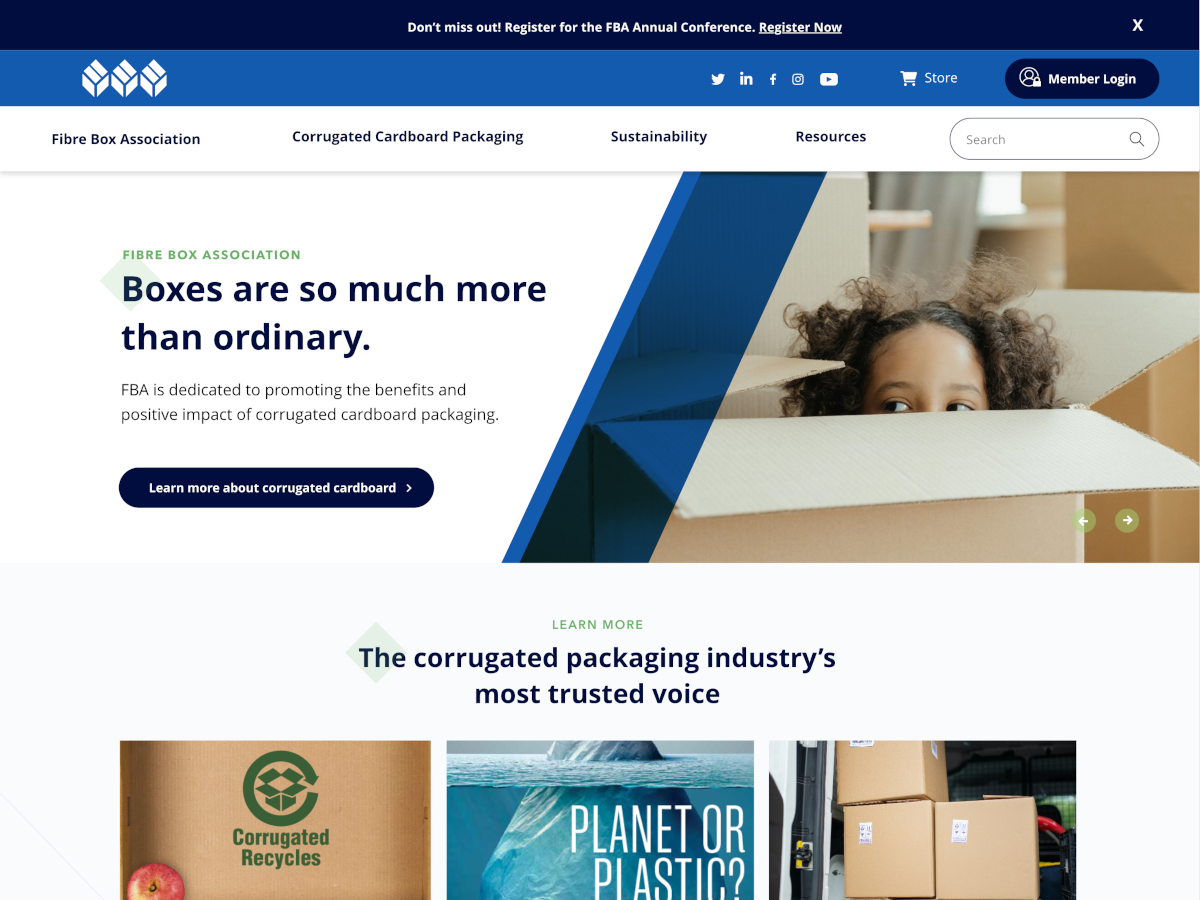 Don't miss out! Register for the FBA Annual Conference. Register Now
X
Store
Member Login
Fibre Box Association
Corrugated Cardboard Packaging
Sustainability
Resources
Search
FIBRE BOX ASSOCIATION
Boxes are so much more
than ordinary.
FBA is dedicated to promoting the benefits and
positive impact of corrugated cardboard packaging.
Learn more about corrugated cardboard
LEARN MORE
The corrugated packaging industry's
most trusted voice
Corrugated
Recycles
PLANET OR
PLASTIC?